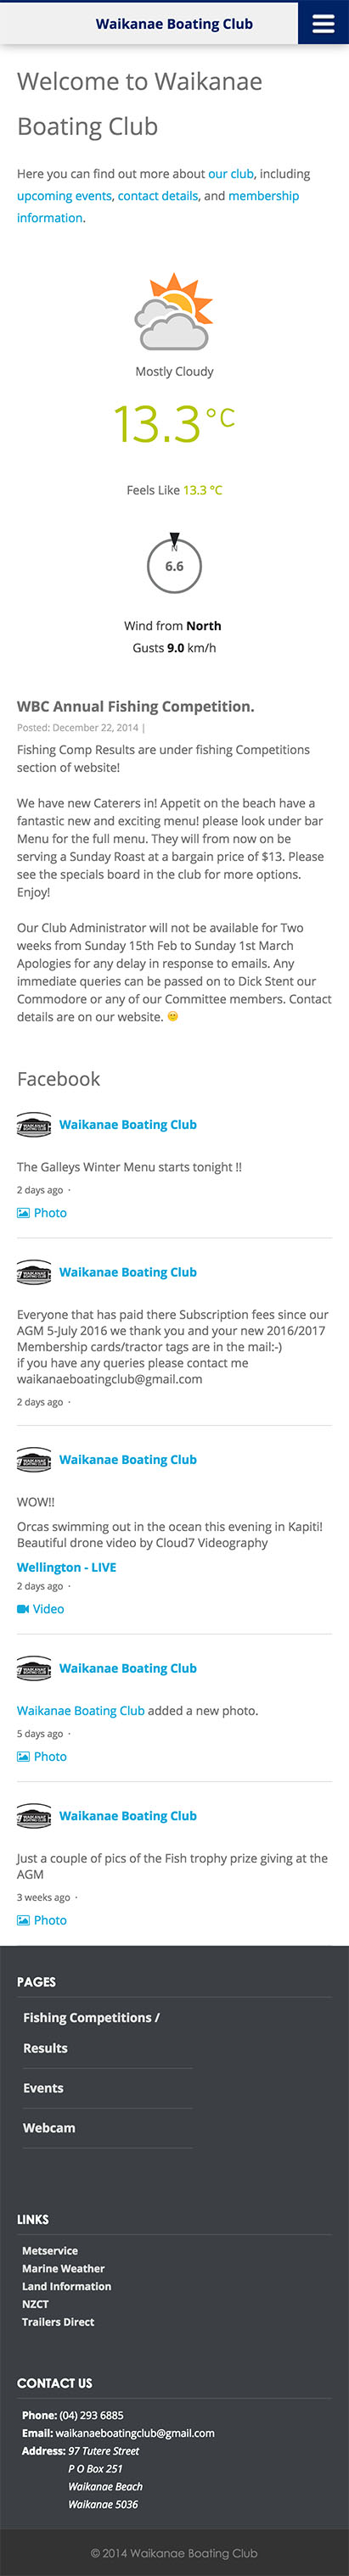 Waikanae Boating Club
Welcome to Waikanae
Boating Club
Here you can find out more about our club, including
upcoming events, contact details, and membership
information.
Mostly Cloudy
13.3°C
Feels Like 13.3 °C
N
6.6
Wind from North
Gusts 9.0 km/h
WBC Annual Fishing Competition.
Posted: December 22, 2014 |
Fishing Comp Results are under fishing Competitions
section of website!
We have new Caterers in! Appetit on the beach have a
fantastic new and exciting menu! please look under bar
Menu for the full menu. They will from now on be
serving a Sunday Roast at a bargain price of $13. Please
see the specials board in the club for more options.
Enjoy!
Our Club Administrator will not be available for Two
weeks from Sunday 15th Feb to Sunday 1st March
Apologies for any delay in response to emails. Any
immediate queries can be passed on to Dick Stent our
Commodore or any of our Committee members. Contact
details are on our website. 😊
Facebook
WAIKANAE
BOATING CLUB
Waikanae Boating Club
The Galleys Winter Menu starts tonight !!
2 days ago ·
Photo
WAIKANAE
BOATING CLUB
Waikanae Boating Club
Everyone that has paid there Subscription fees since our
AGM 5-July 2016 we thank you and your new 2016/2017
Membership cards/tractor tags are in the mail:-)
if you have any queries please contact me
waikanaeboatingclub@gmail.com
2 days ago ·
WAIKANAE
BOATING CLUB
Waikanae Boating Club
WOW!!
Orcas swimming out in the ocean this evening in Kapiti!
Beautiful drone video by Cloud7 Videography
Wellington - LIVE
2 days ago ·
Video
WAIKANAE
BOATING CLUB
Waikanae Boating Club
Waikanae Boating Club added a new photo.
5 days ago ·
Photo
WAIKANAE
BOATING CLUB
Waikanae Boating Club
Just a couple of pics of the Fish trophy prize giving at the
AGM
3 weeks ago ·
Photo
PAGES
Fishing Competitions /
Results
Events
Webcam
LINKS
Metservice
Marine Weather
Land Information
NZCT
Trailers Direct
CONTACT US
Phone: (04) 293 6885
Email: waikanaeboatingclub@gmail.com
Address: 97 Tutere Street
P O Box 251
Waikanae Beach
Waikanae 5036
© 2014 Waikanae Boating Club